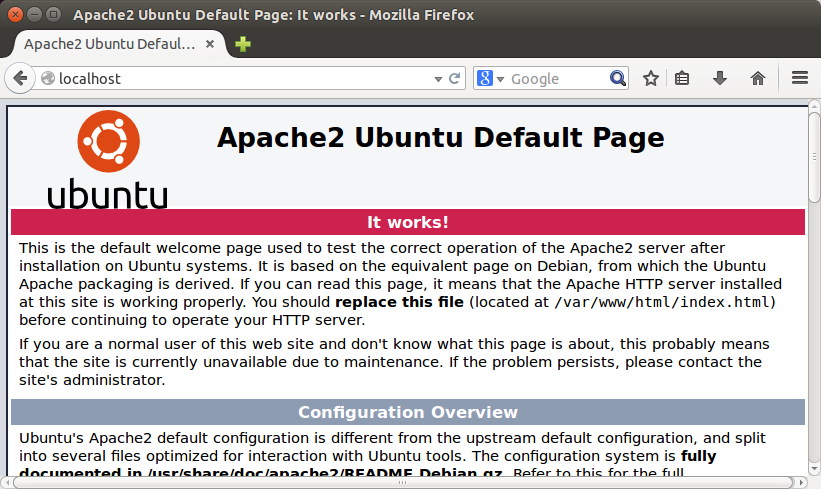 Apache2 Ubuntu Default Page: It works - Mozilla Firefox
Apache2 Ubuntu Defaul...
localhost
Google
ubuntu
Apache2 Ubuntu Default Page
It works!
This is the default welcome page used to test the correct operation of the Apache2 server after
installation on Ubuntu systems. It is based on the equivalent page on Debian, from which the Ubuntu
Apache packaging is derived. If you can read this page, it means that the Apache HTTP server installed
at this site is working properly. You should replace this file (located at /var/www/html/index.html)
before continuing to operate your HTTP server.
If you are a normal user of this web site and don't know what this page is about, this probably means
that the site is currently unavailable due to maintenance. If the problem persists, please contact the
site's administrator.
Configuration Overview
Ubuntu's Apache2 default configuration is different from the upstream default configuration, and split
into several files optimized for interaction with Ubuntu tools. The configuration system is fully
documented in /usr/share/doc/apache2/README.Debian.gz. Refer to this for the full